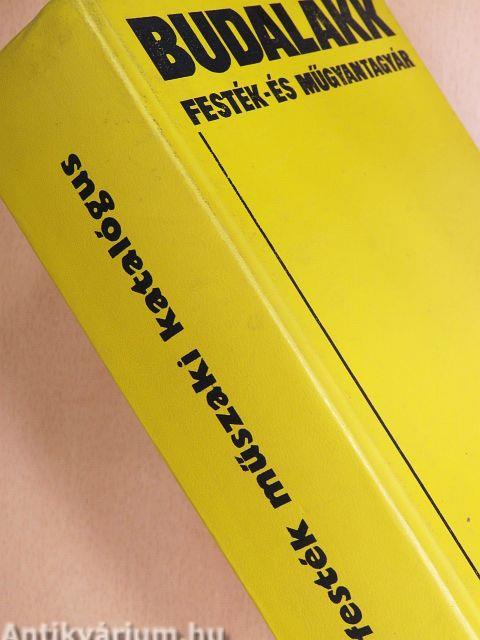 BUDALAKK
FESTÉK-ÉS MŰGYANTAGYÁR
festék műszaki katalógus
Antikvárium.hu